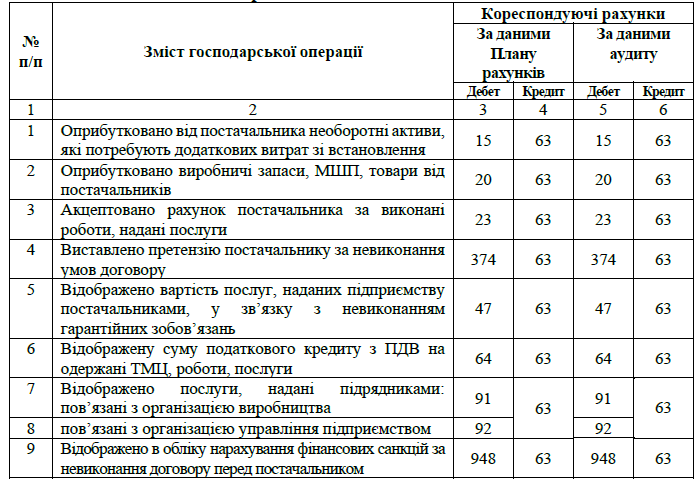 №
п/п
Зміст господарської операції
Кореспондуючі рахунки
За даними
Плану
рахунків
За даними
аудиту
Дебет Кредит Дебет Кредит
1 2 3 4 5 6
1 Оприбутковано від постачальника необоротні активи,
які потребують додаткових витрат зі встановлення 15 63 15 63
2 Оприбутковано виробничі запаси, МШП, товари від
постачальників 20 63 20 63
3 Акцептовано рахунок постачальника за виконані
роботи, надані послуги 23 63 23 63
4 Виставлено претензію постачальнику за невиконання
умов договору 374 63 374 63
5 Відображено вартість послуг, наданих підприємству
постачальниками, у зв’язку з невиконанням
гарантійних зобов’язань 47 63 47 63
6 Відображену суму податкового кредиту з ПДВ на
одержані ТМЦ, роботи, послуги 64 63 64 63
7 Відображено послуги, надані підрядниками:
пов’язані з організацією виробництва 91 63 91 63
8 пов’язані з організацією управління підприємством 92 92
9 Відображено в обліку нарахування фінансових санкцій за
невиконання договору перед постачальником 948 63 948 63